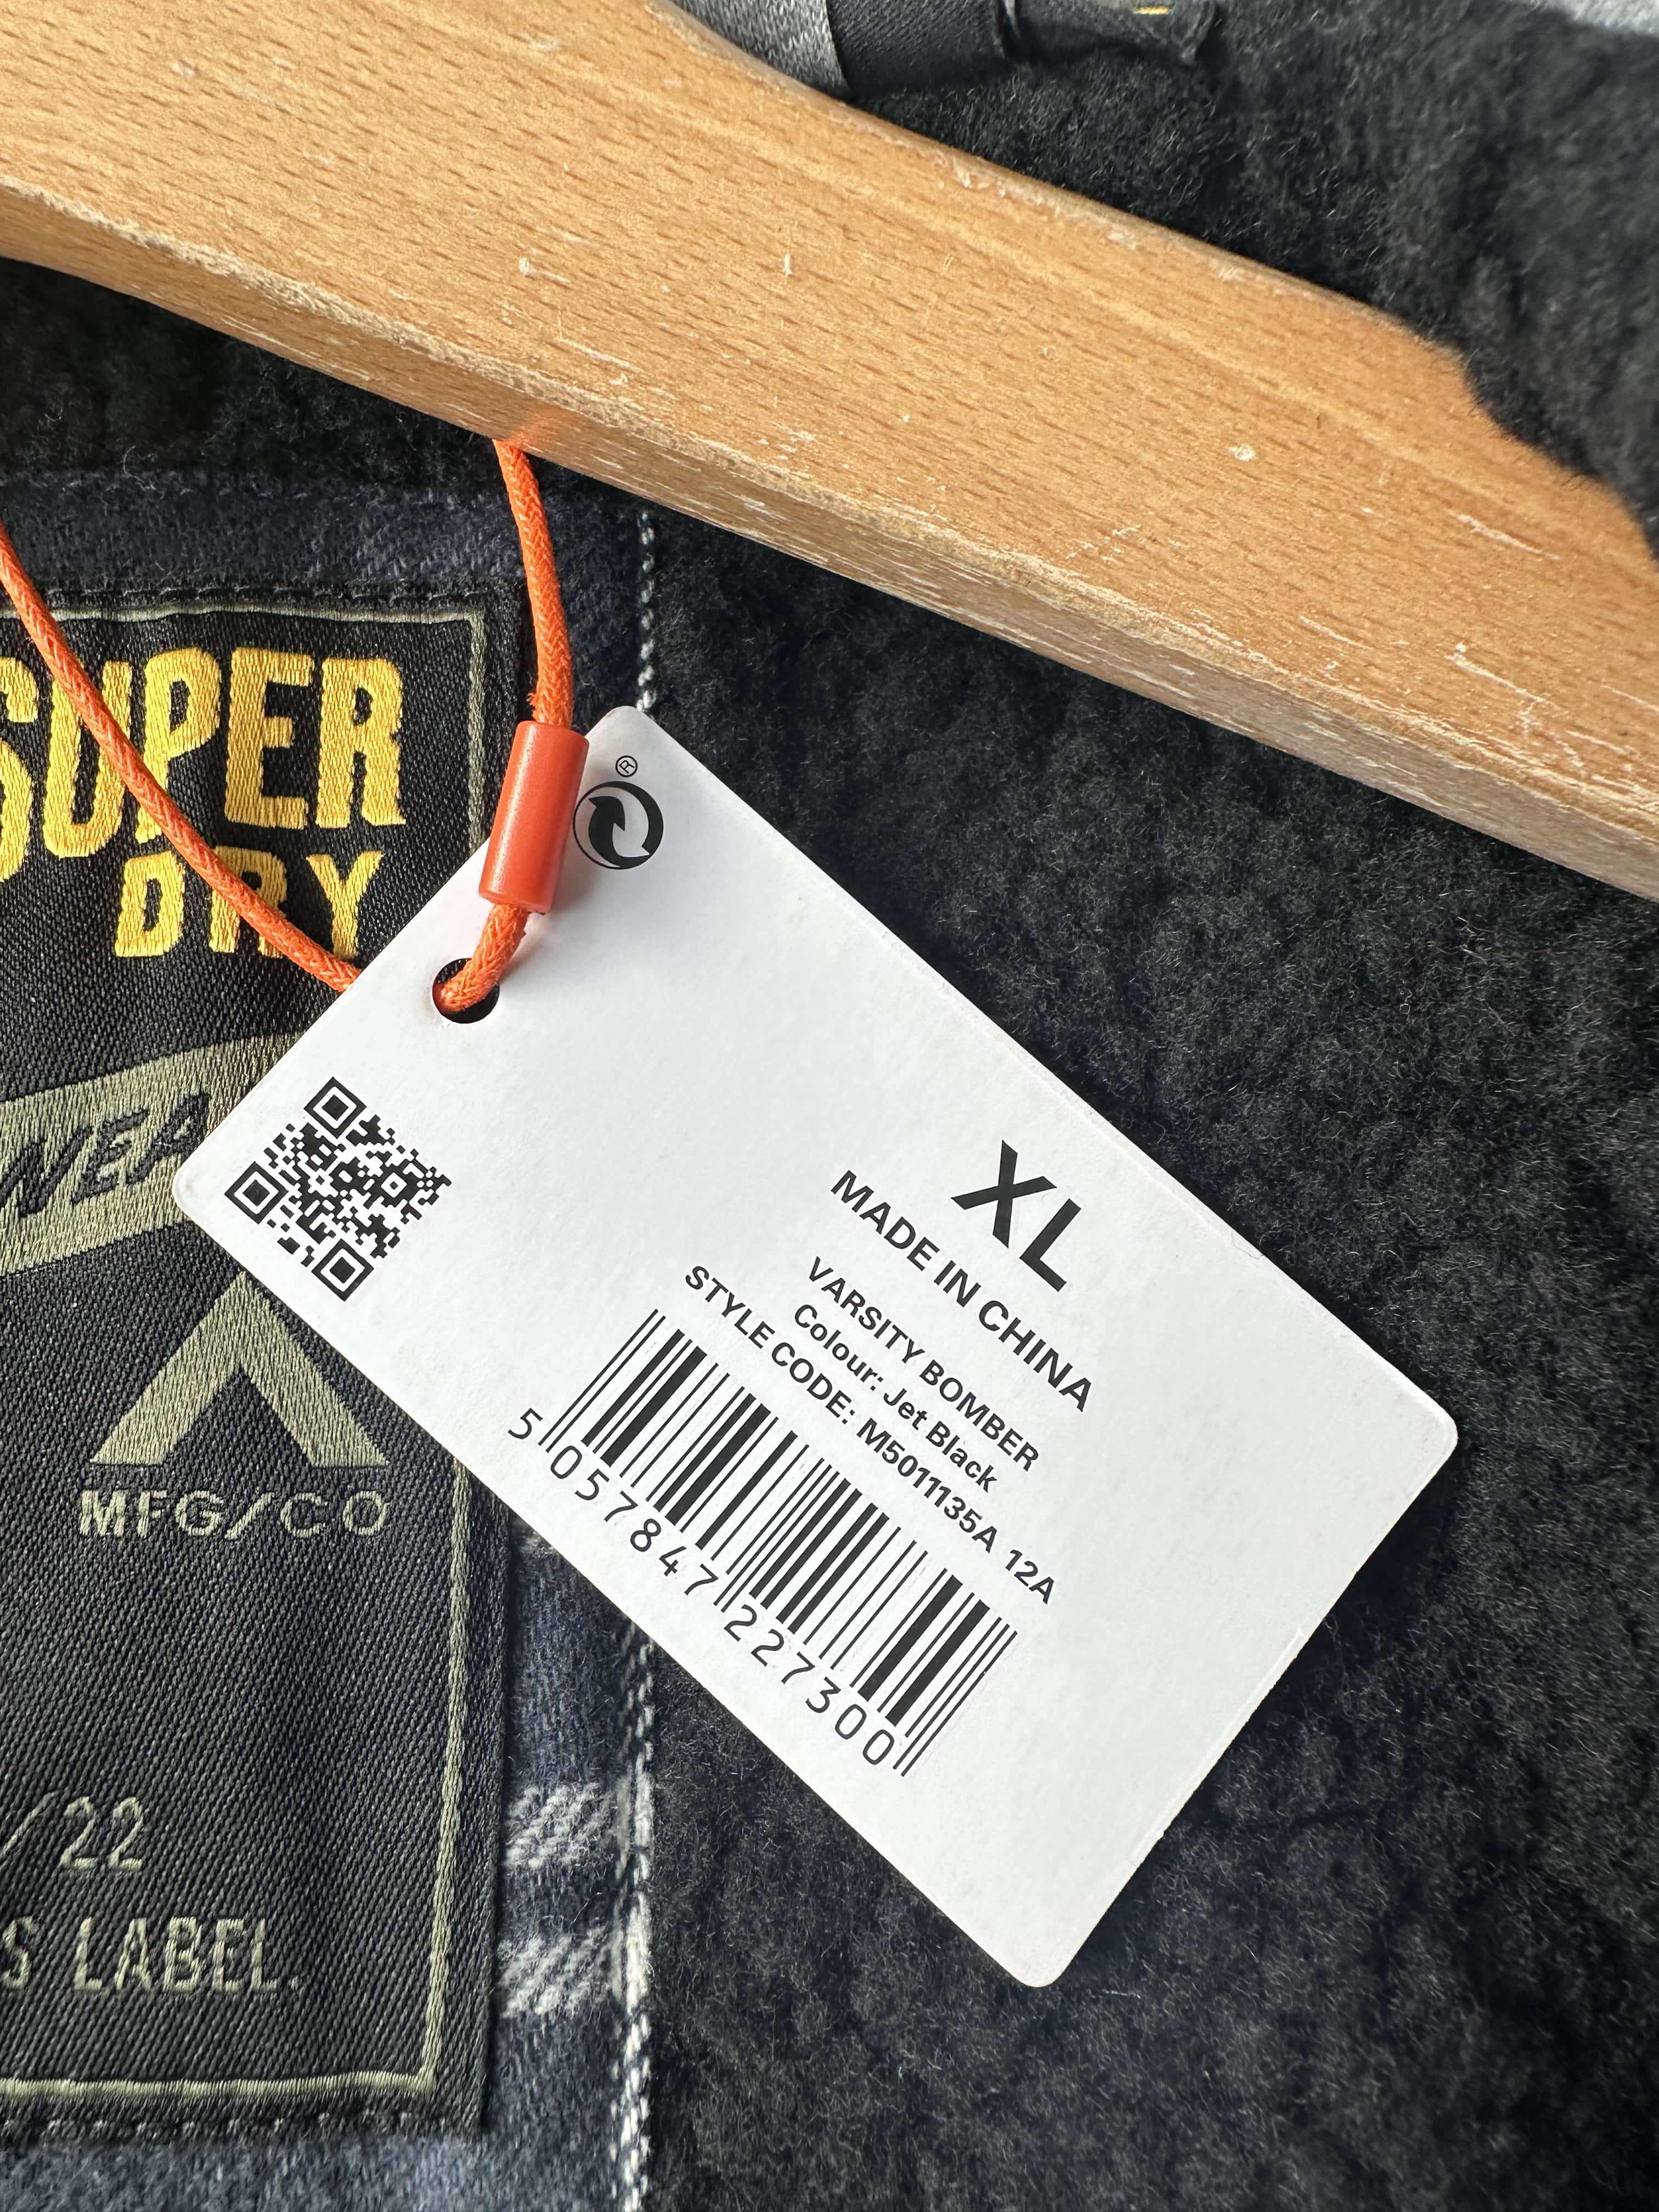 SUPER
DRY
MFG/CO
/22
S LABEL.
®
XL
MADE IN CHINA
VARSITY BOMBER
Colour: Jet Black
STYLE CODE: M5011135A 12A
5 057847 227300